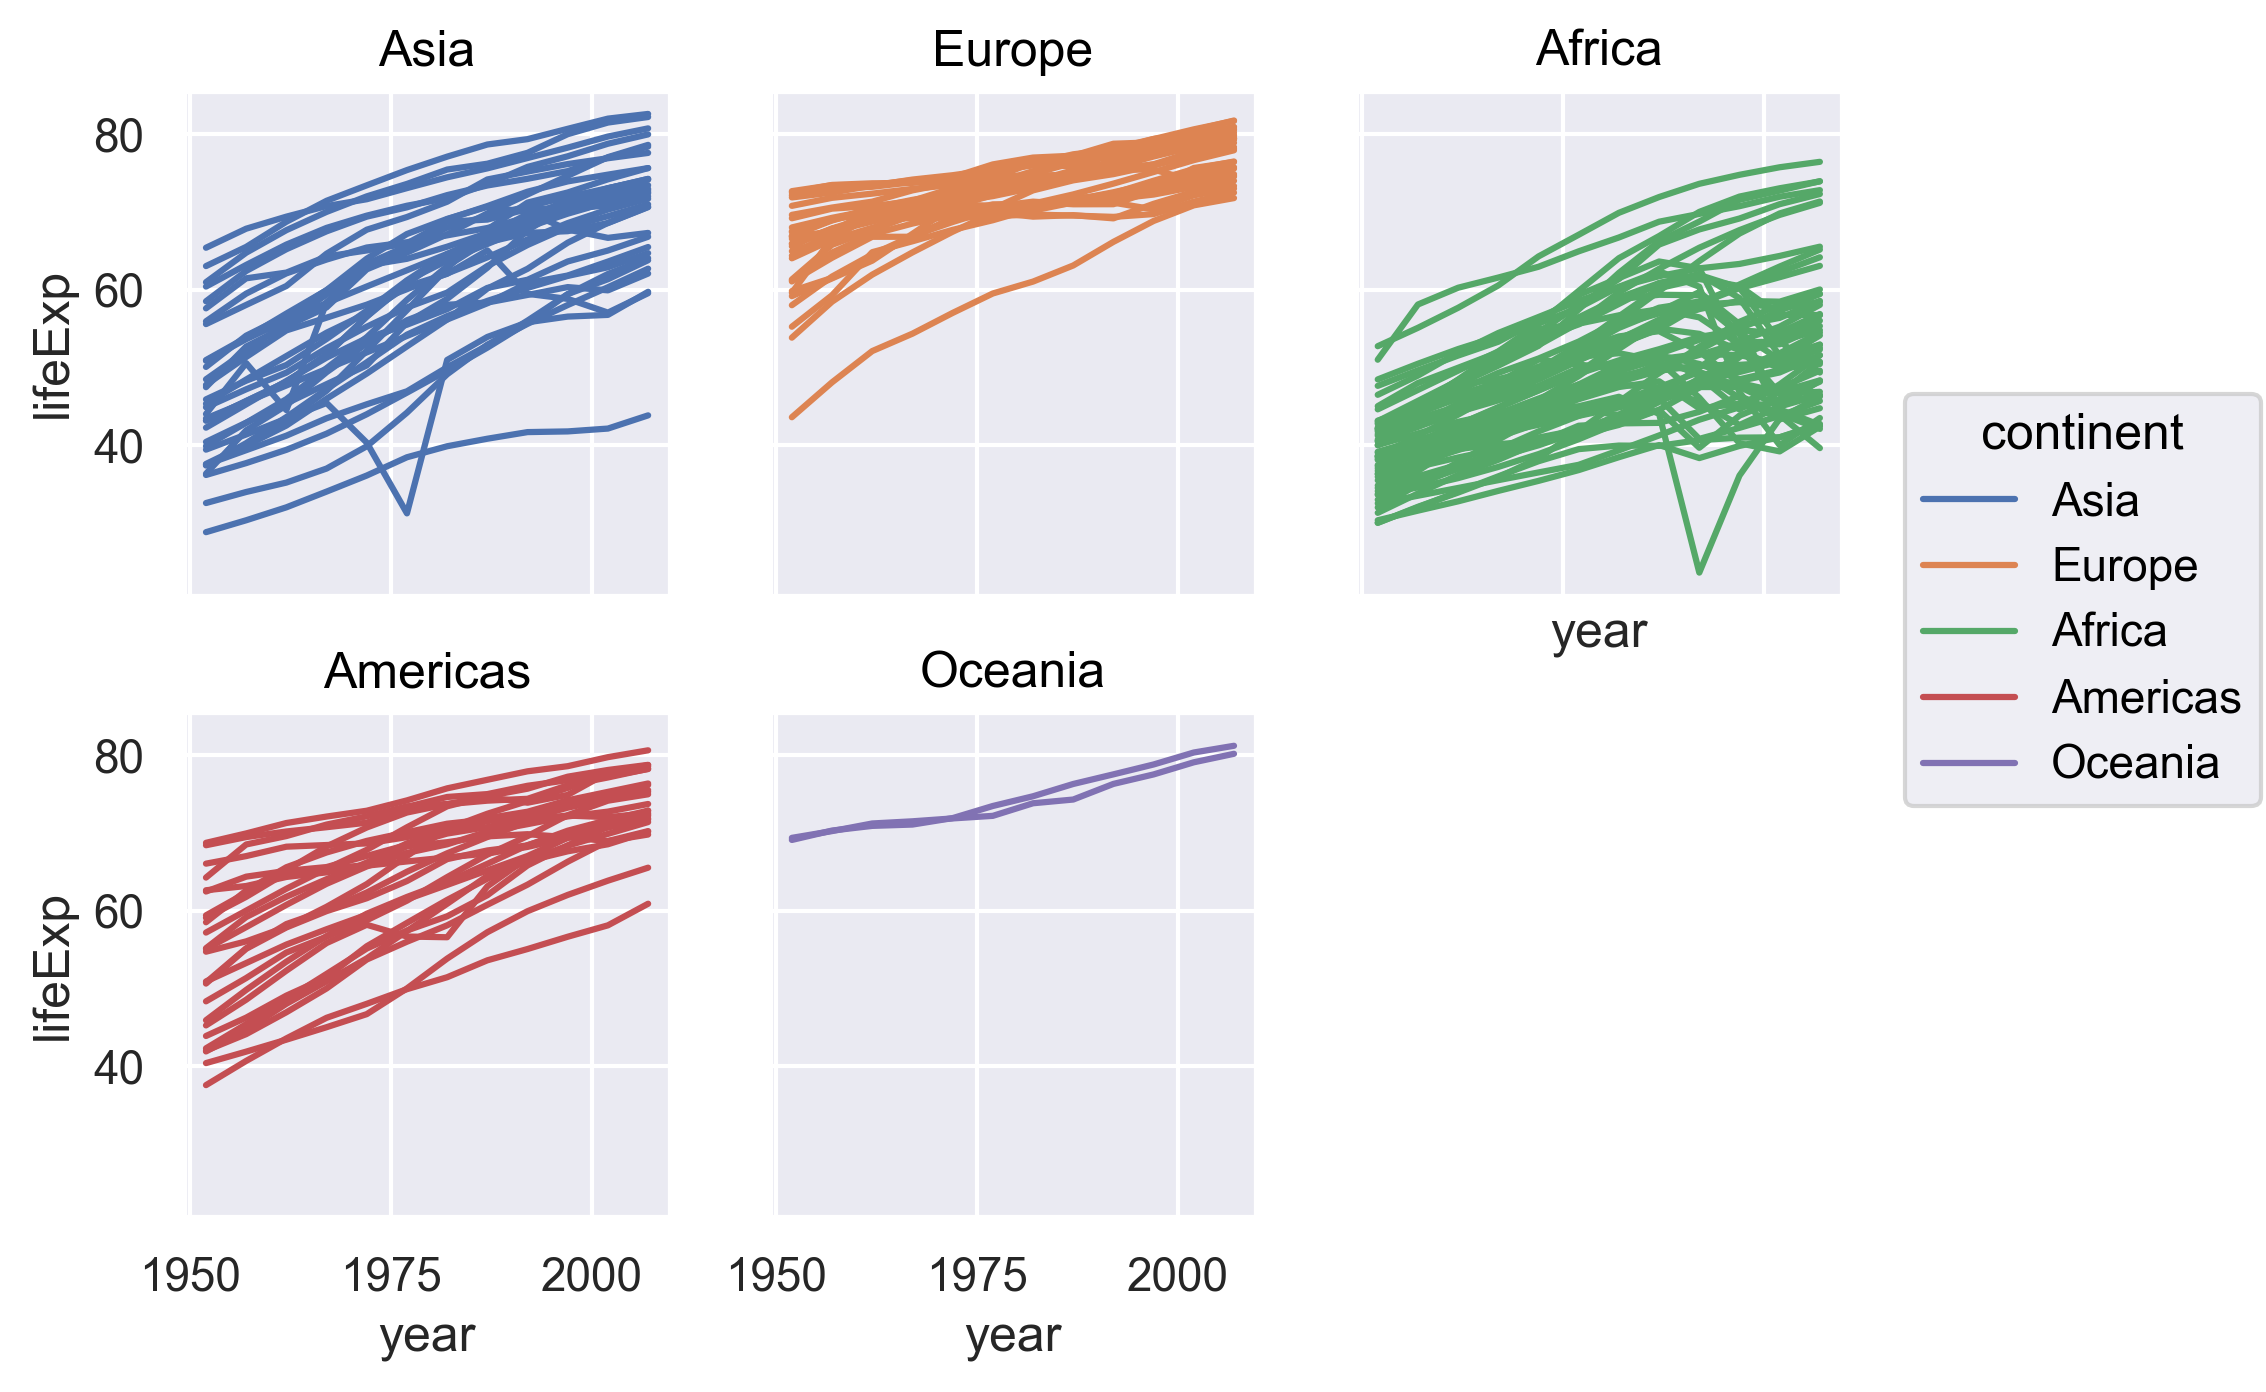 Asia
Europe
Africa
80
60
40
lifeExp
year
continent
Asia
Europe
Africa
Americas
Oceania
Americas
Oceania
80
60
40
lifeExp
1950 1975 2000
1950 1975 2000
year
year